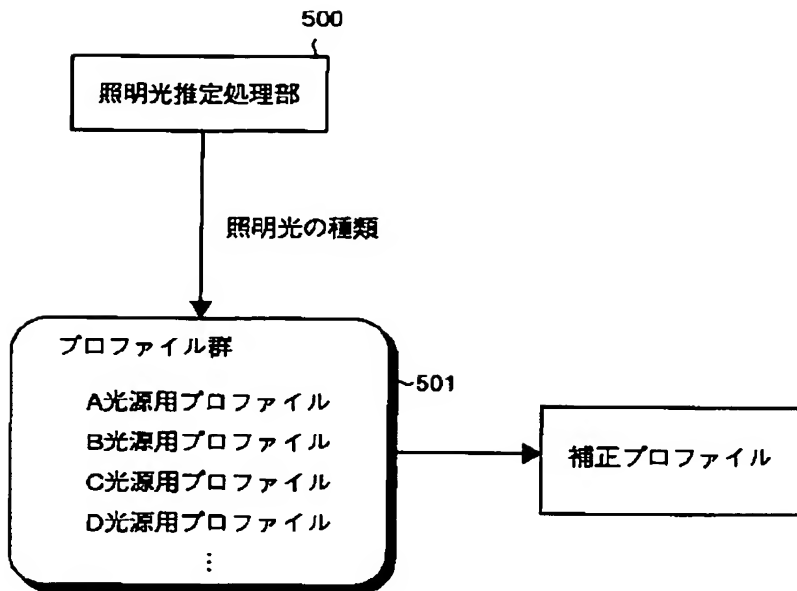 500
照明光推定処理部
照明光の種類
プロファイル群
501
A光源用プロファイル
B光源用プロファイル
C光源用プロファイル
D光源用プロファイル
⋮
補正プロファイル